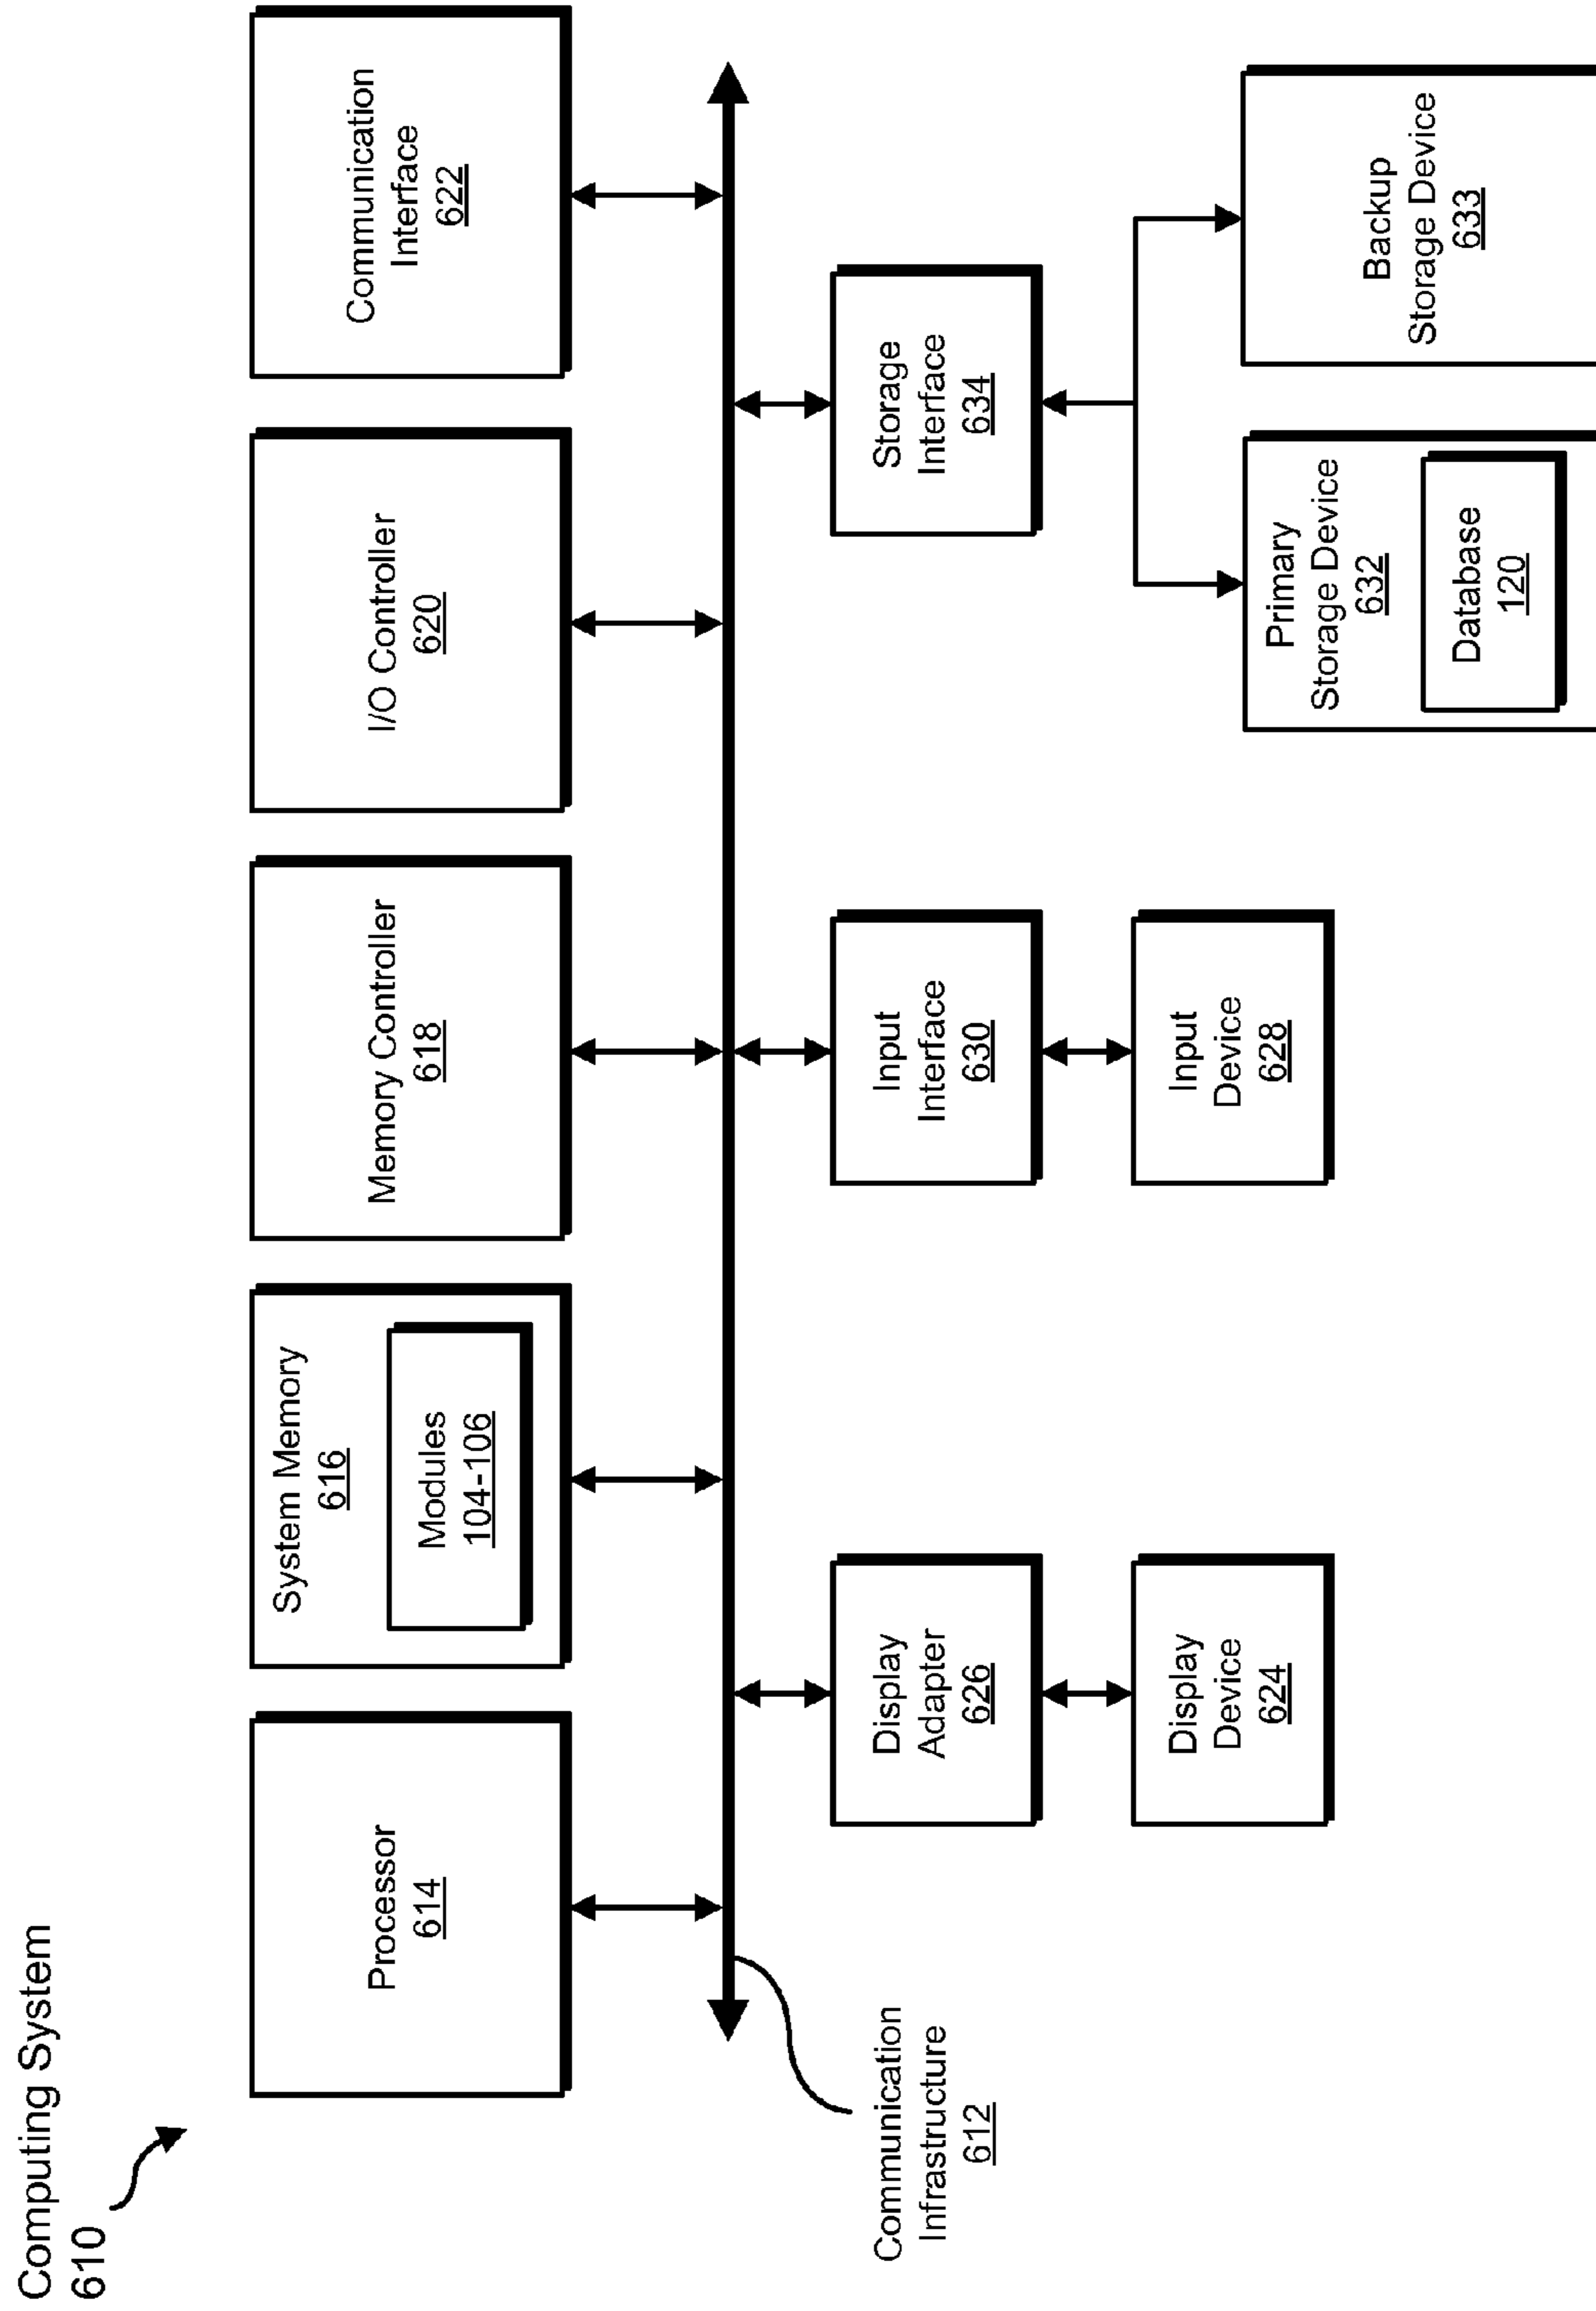 Computing System
610
Processor
614
System Memory
616
Modules
104-106
Memory Controller
618
I/O Controller
620
Communication
Interface
622
Communication
Infrastructure
612
Display
Adapter
626
Input
Interface
630
Storage
Interface
634
Display
Device
624
Input
Device
628
Primary
Storage Device
632
Database
120
Backup
Storage Device
633